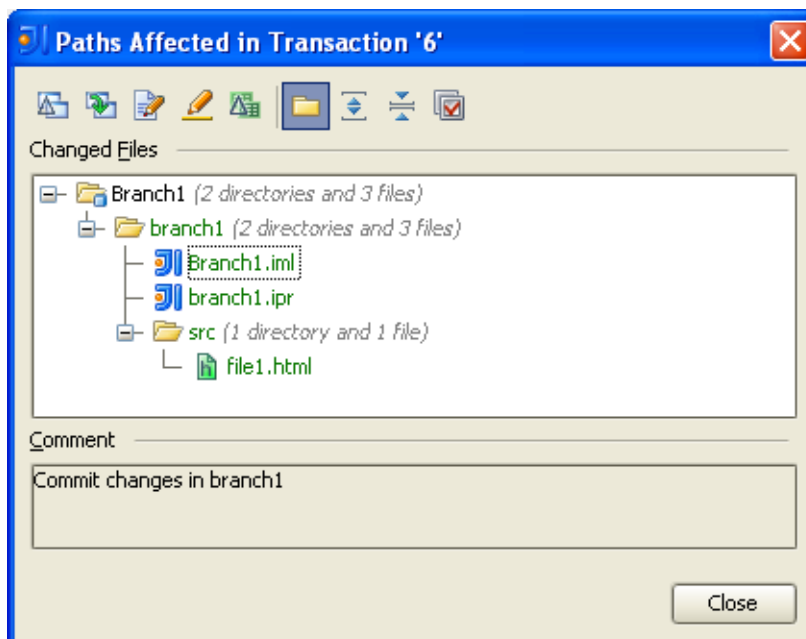 Paths Affected in Transaction '6'
Changed Files
Branch1 (2 directories and 3 files)
branch1 (2 directories and 3 files)
Branch1.iml
branch1.ipr
src (1 directory and 1 file)
file1.html
Comment
Commit changes in branch1
Close